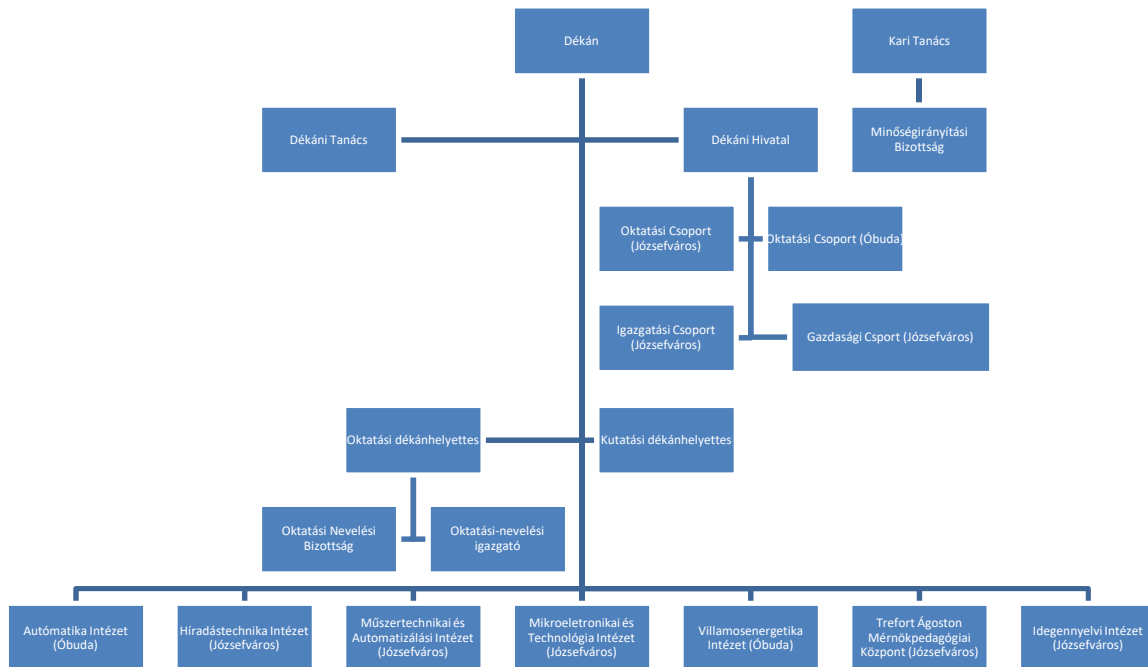 Dékán
Kari Tanács
Dékáni Tanács
Dékáni Hivatal
Minőségirányítási
Bizottság
Oktatási Csoport
(Józsefváros)
Oktatási Csoport (Óbuda)
Igazgatási Csoport
(Józsefváros)
Gazdasági Csport (Józsefváros)
Oktatási dékánhelyettes
Kutatási dékánhelyettes
Oktatási Nevelési
Bizottság
Oktatási-nevelési
igazgató
Autómatika Intézet
(Óbuda)
Híradástechnika Intézet
(Józsefváros)
Műszertechnikai és
Automatizálási Intézet
(Józsefváros)
Mikroeletronikai és
Technológia Intézet
(Józsefváros)
Villamosenergetika
Intézet (Óbuda)
Trefort Ágoston
Mérnökpedagógiai
Központ (Józsefváros)
Idegennyelvi Intézet
(Józsefváros)